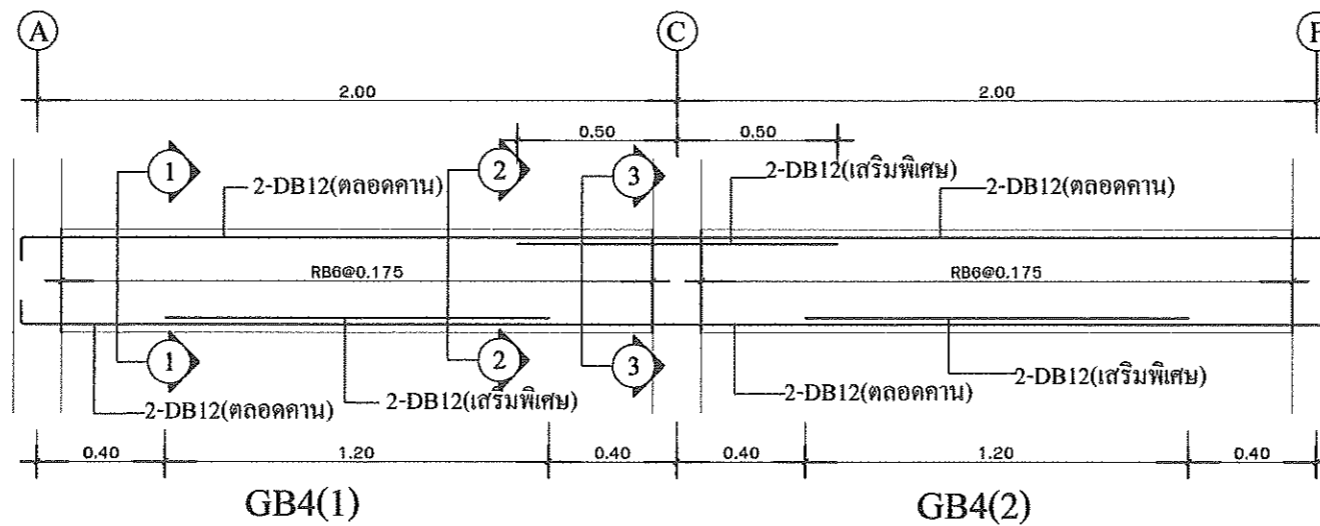 A C F
2.00 2.00
0.50 0.50
1 2 3
2-DB12(ตลอดคาน) 2-DB12(เสริมพิเศษ) 2-DB12(ตลอดคาน)
RB6@0.175 RB6@0.175
1 2 3
2-DB12(ตลอดคาน) 2-DB12(เสริมพิเศษ) 2-DB12(ตลอดคาน) 2-DB12(เสริมพิเศษ)
0.40 1.20 0.40 0.40 1.20 0.40
GB4(1) GB4(2)